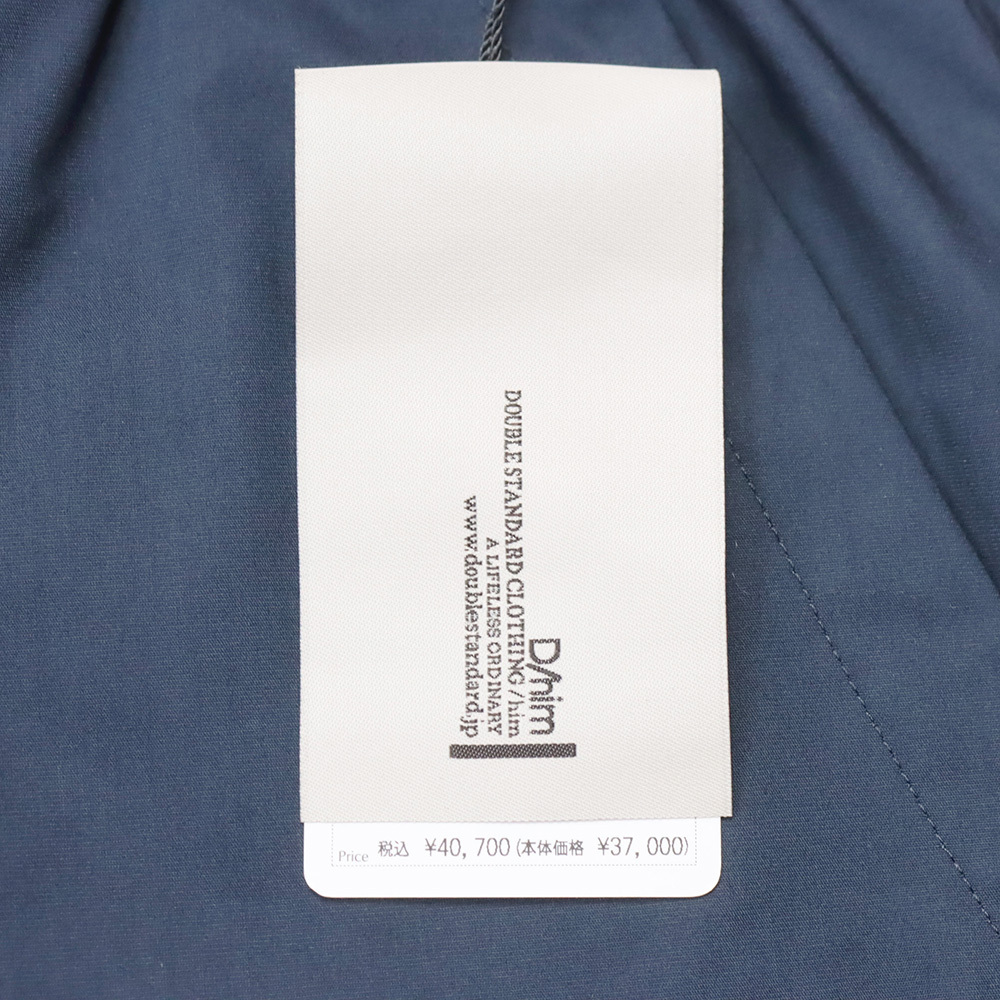 D/him
DOUBLE STANDARD CLOTHING/him
A LIFELESS ORDINARY
www.doublestandard.jp
Price 税込 ¥40,700(本体価格 ¥37,000)